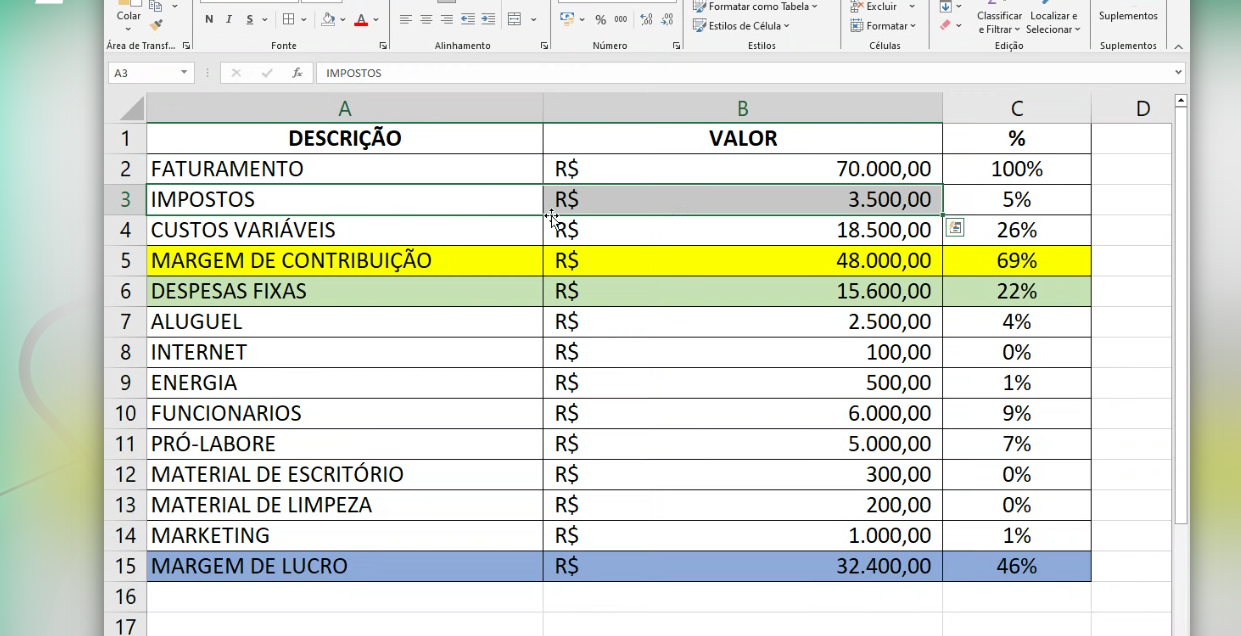 Formatar como Tabela Excluir
Colar N I S % 000 Estilos de Célula Formatar Classificar e Filtrar Localizar e Selecionar Suplementos
Área de Transf... Fonte Alinhamento Número Estilos Células Edição Suplementos
A3 fx IMPOSTOS
A B C D
1 DESCRIÇÃO VALOR %
2 FATURAMENTO R$ 70.000,00 100%
3 IMPOSTOS R$ 3.500,00 5%
4 CUSTOS VARIÁVEIS R$ 18.500,00 26%
5 MARGEM DE CONTRIBUIÇÃO R$ 48.000,00 69%
6 DESPESAS FIXAS R$ 15.600,00 22%
7 ALUGUEL R$ 2.500,00 4%
8 INTERNET R$ 100,00 0%
9 ENERGIA R$ 500,00 1%
10 FUNCIONARIOS R$ 6.000,00 9%
11 PRÓ-LABORE R$ 5.000,00 7%
12 MATERIAL DE ESCRITÓRIO R$ 300,00 0%
13 MATERIAL DE LIMPEZA R$ 200,00 0%
14 MARKETING R$ 1.000,00 1%
15 MARGEM DE LUCRO R$ 32.400,00 46%
16
17